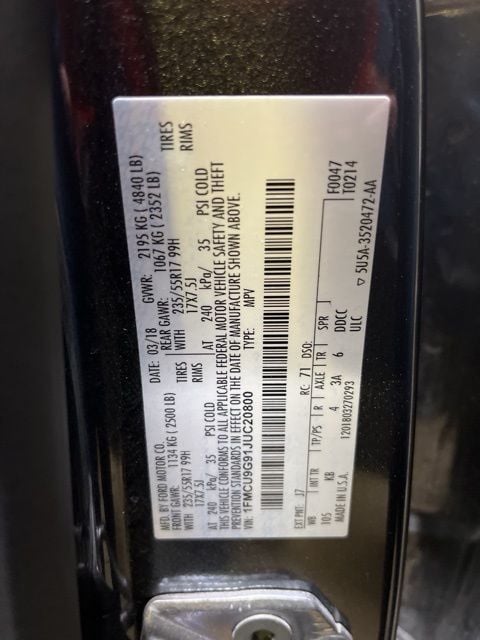 MFD. BY FORD MOTOR CO.
DATE: 03/18 GVWR: 2195 KG ( 4840 LB)
FRONT GAWR: 1134 KG ( 2500 LB) REAR GAWR: 1067 KG ( 2352 LB)
235/55R17 99H TIRES WITH 235/55R17 99H TIRES
17X7.5J RIMS 17X7.5J RIMS
AT 240 kPa/ 35 PSI COLD AT 240 kPa/ 35 PSI COLD
THIS VEHICLE CONFORMS TO ALL APPLICABLE FEDERAL MOTOR VEHICLE SAFETY AND THEFT
PREVENTION STANDARDS IN EFFECT ON THE DATE OF MANUFACTURE SHOWN ABOVE.
VIN: 1FMCU9G91JUC20800 TYPE: MPV
F0047
T0214
EXT PNT: J7 RC: 71 DSO:
WB INT TR TP/PS R AXLE TR SPR
105 KB 4 3A 6 DDCC
MADE IN U.S.A. 1201803270293 ULC
▽ 5U5A-3520472-AA